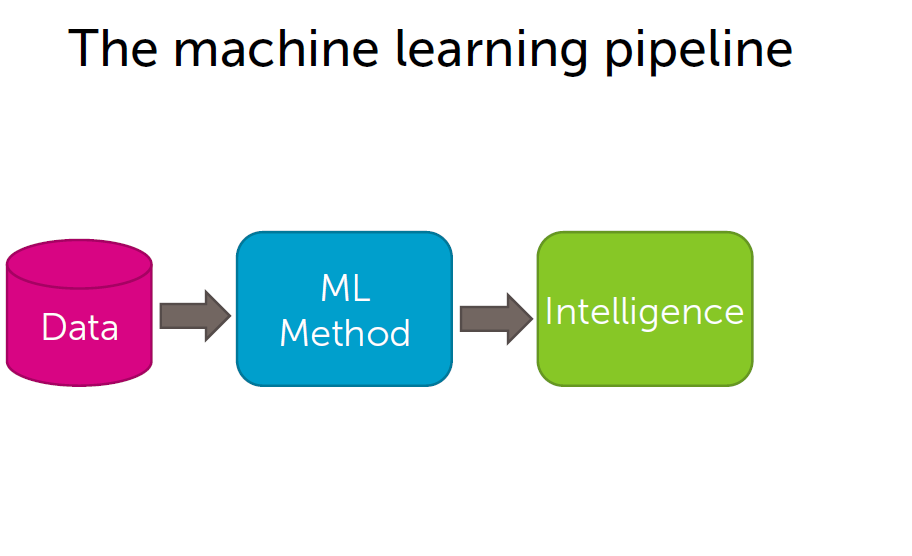 The machine learning pipeline
Data
ML
Method
Intelligence